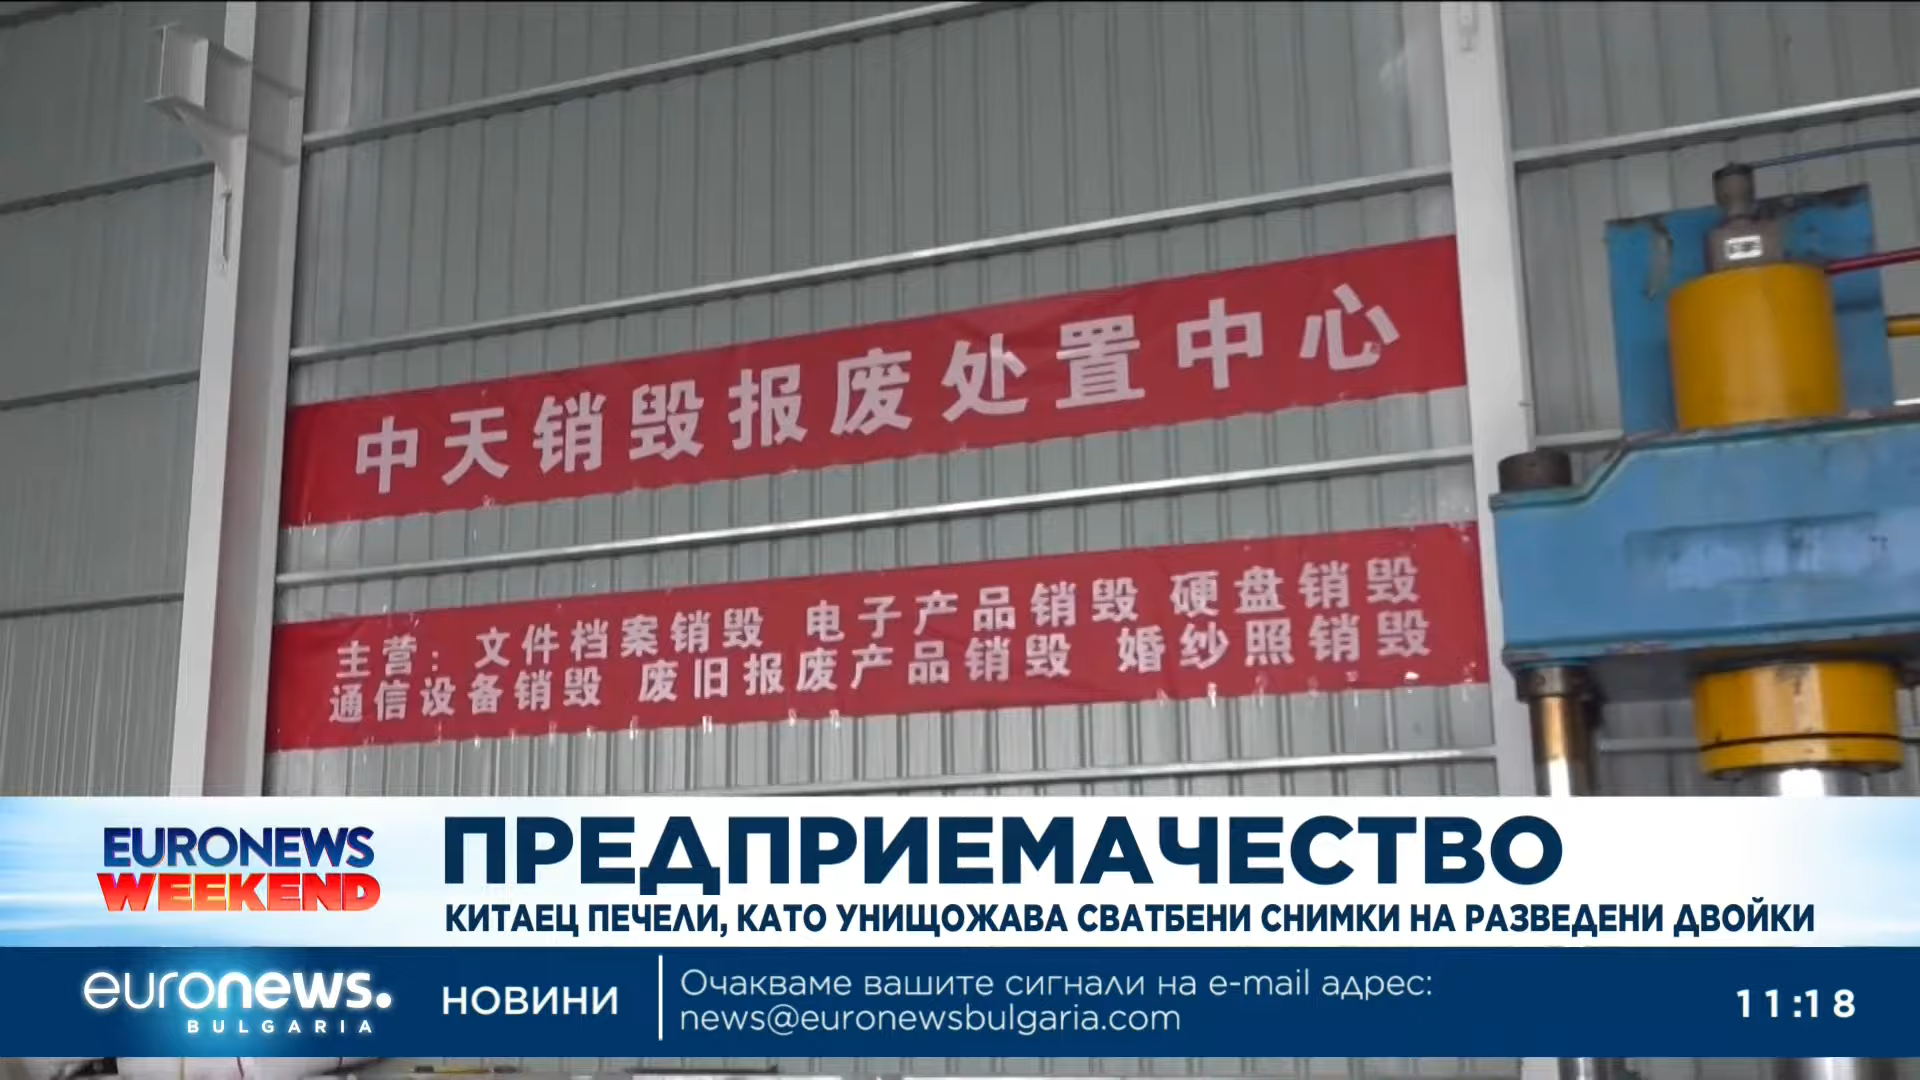 中天销毁报废处置中心
主营：文件档案销毁 电子产品销毁 硬盘销毁
通信设备销毁 废旧报废产品销毁 婚纱照销毁
EURONEWS
WEEKEND
ПРЕДПРИЕМАЧЕСТВО
КИТАЕЦ ПЕЧЕЛИ, КАТО УНИЩОЖАВА СВАТБЕНИ СНИМКИ НА РАЗВЕДЕНИ ДВОЙКИ
euronews.
BULGARIA
НОВИНИ
Очакваме вашите сигнали на e-mail адрес:
news@euronewsbulgaria.com
11:18